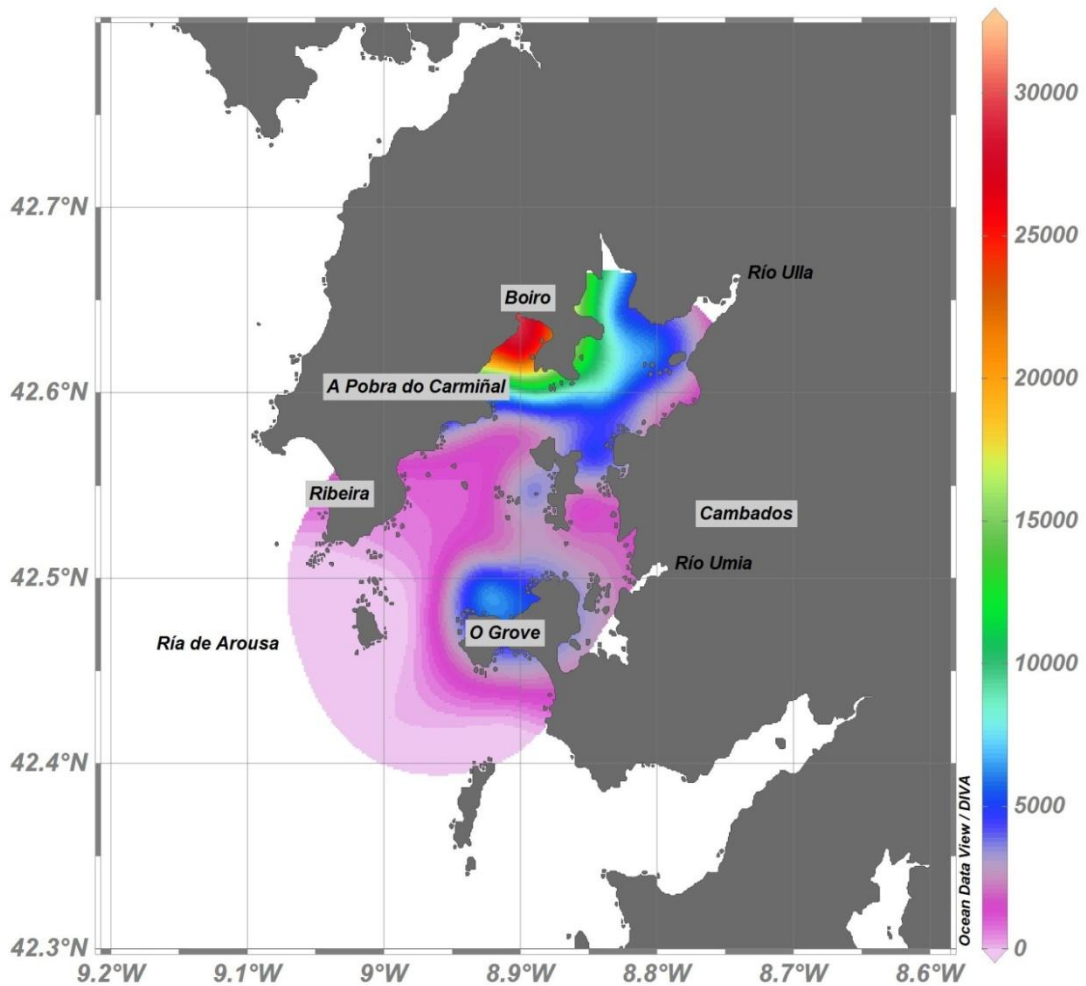 30000
42.7°N
25000
Río Ulla
Boiro
20000
A Pobra do Carmiñal
42.6°N
15000
Ribeira
Cambados
Río Umia
42.5°N
10000
O Grove
Ría de Arousa
42.4°N
5000
Ocean Data View / DIVA
42.3°N
0
9.2°W
9.1°W
9°W
8.9°W
8.8°W
8.7°W
8.6°W